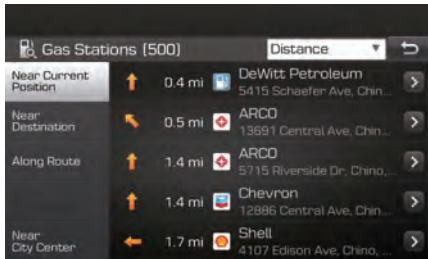 Gas Stations (500)
Distance
Near Current
Position
0.4 mi
DeWitt Petroleum
5415 Schaefer Ave, Chin...
Near
Destination
0.5 mi
ARCO
13691 Central Ave, Chin...
Along Route
1.4 mi
ARCO
5715 Riverside Dr, Chino,...
1.4 mi
Chevron
12886 Central Ave, Chin...
Near
City Center
1.7 mi
Shell
4107 Edison Ave, Chino, ...